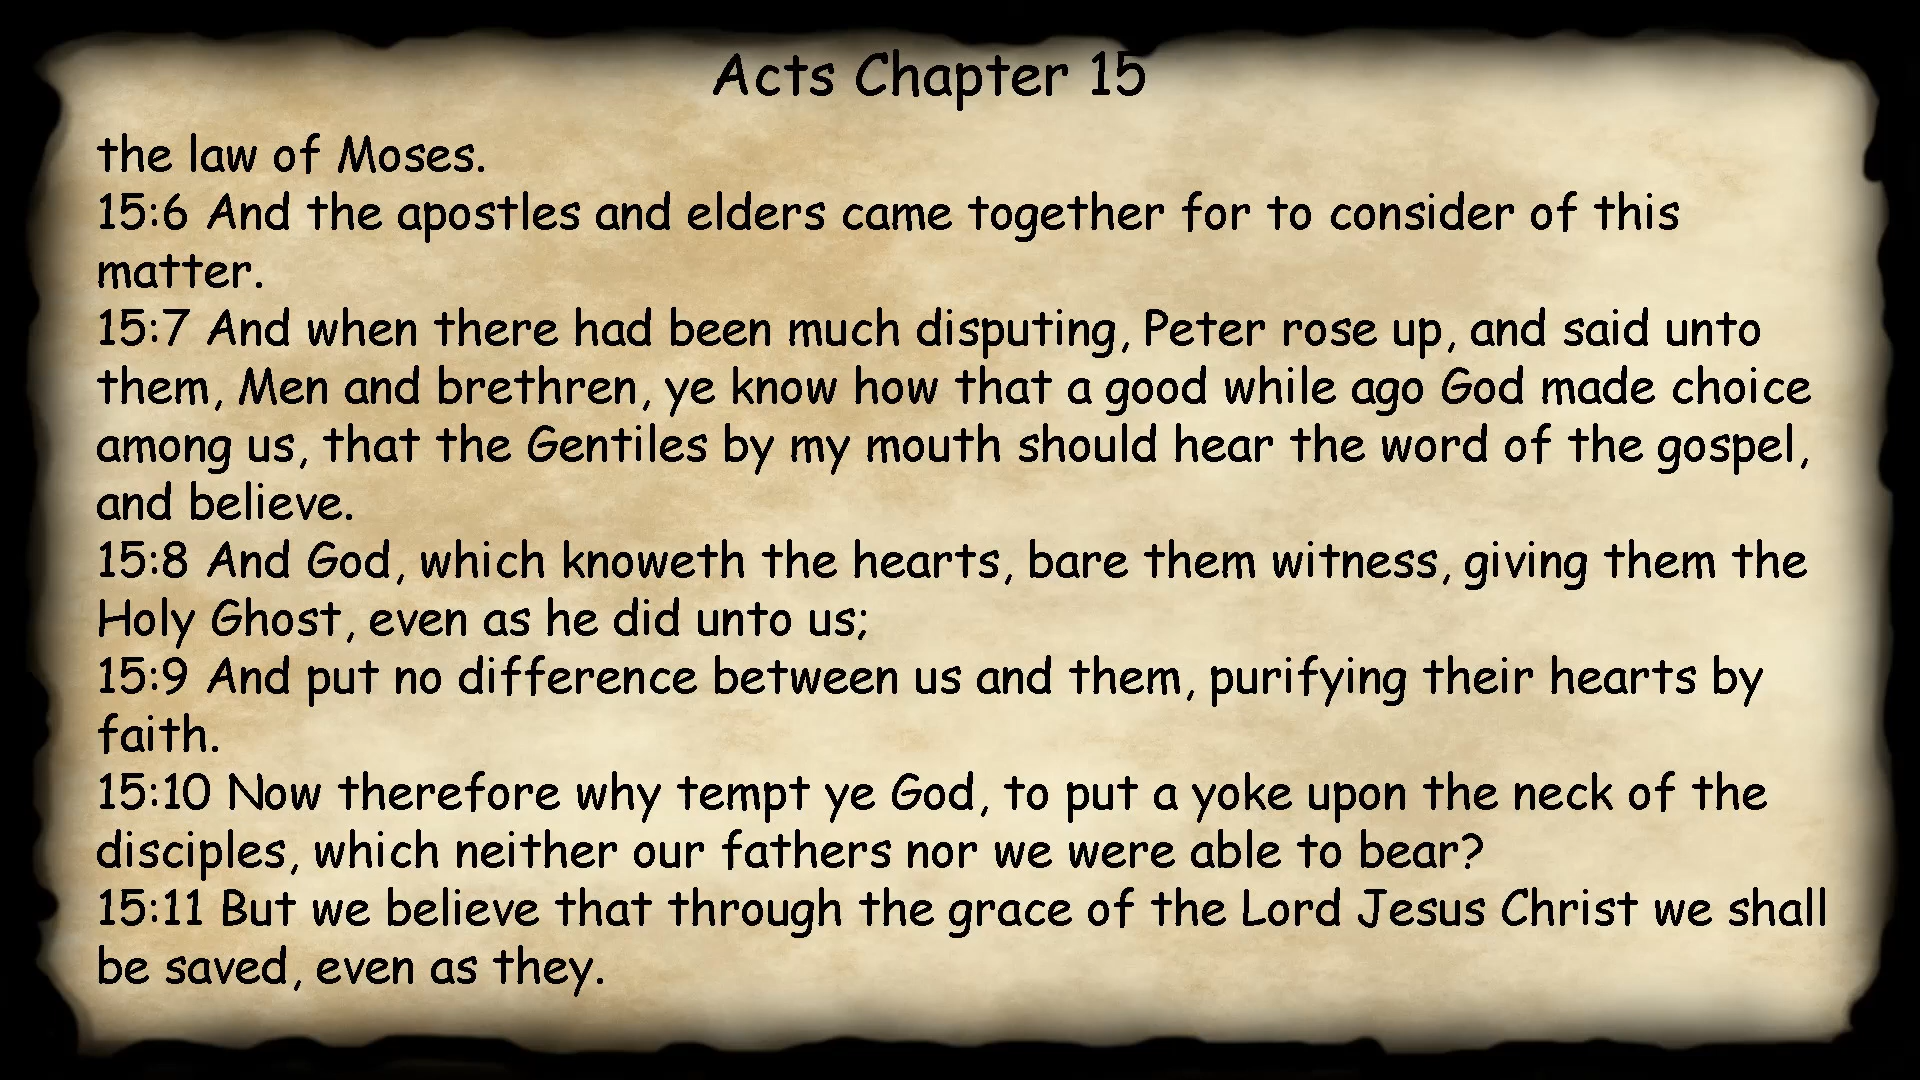 Acts Chapter 15
the law of Moses.
15:6 And the apostles and elders came together for to consider of this
matter.
15:7 And when there had been much disputing, Peter rose up, and said unto
them, Men and brethren, ye know how that a good while ago God made choice
among us, that the Gentiles by my mouth should hear the word of the gospel,
and believe.
15:8 And God, which knoweth the hearts, bare them witness, giving them the
Holy Ghost, even as he did unto us;
15:9 And put no difference between us and them, purifying their hearts by
faith.
15:10 Now therefore why tempt ye God, to put a yoke upon the neck of the
disciples, which neither our fathers nor we were able to bear?
15:11 But we believe that through the grace of the Lord Jesus Christ we shall
be saved, even as they.